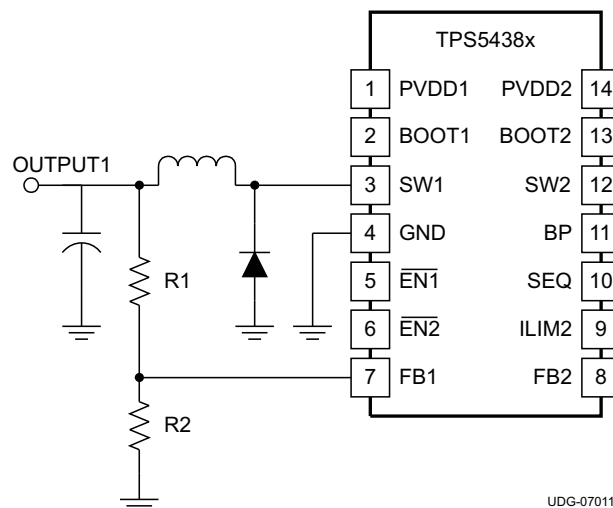 TPS5438x
1 PVDD1 PVDD2 14
2 BOOT1 BOOT2 13
OUTPUT1
3 SW1 SW2 12
4 GND BP 11
R1
5 EN1 SEQ 10
6 EN2 ILIM2 9
7 FB1 FB2 8
R2
UDG-07011